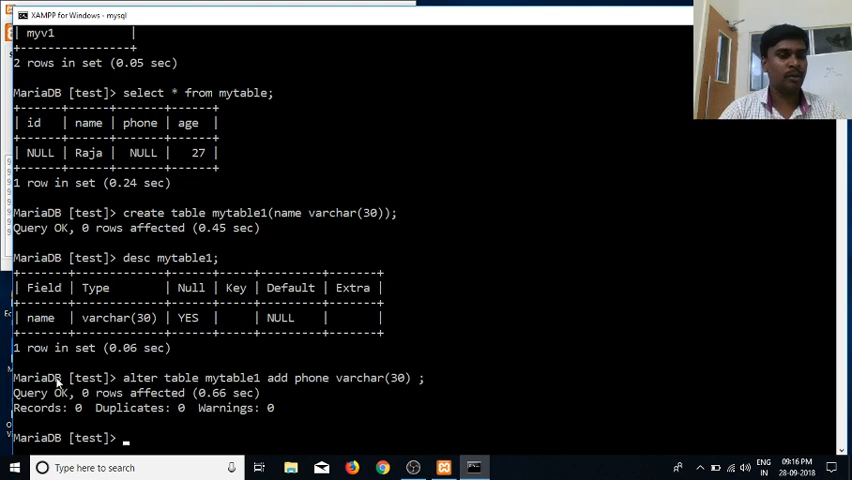 XAMPP for Windows - mysql
| myv1 |
+---------------+
2 rows in set (0.05 sec)
MariaDB [test]> select * from mytable;
+------+------+-------+------+
| id | name | phone | age |
+------+------+-------+------+
| NULL | Raja | NULL | 27 |
+------+------+-------+------+
1 row in set (0.24 sec)
MariaDB [test]> create table mytable1(name varchar(30));
Query OK, 0 rows affected (0.45 sec)
MariaDB [test]> desc mytable1;
+-------+-------------+------+-----+---------+-------+
| Field | Type | Null | Key | Default | Extra |
+-------+-------------+------+-----+---------+-------+
| name | varchar(30) | YES | | NULL | |
+-------+-------------+------+-----+---------+-------+
1 row in set (0.06 sec)
MariaDB [test]> alter table mytable1 add phone varchar(30) ;
Query OK, 0 rows affected (0.66 sec)
Records: 0 Duplicates: 0 Warnings: 0
MariaDB [test]> _
Type here to search
ENG
IN
09:16 PM
28-09-2018